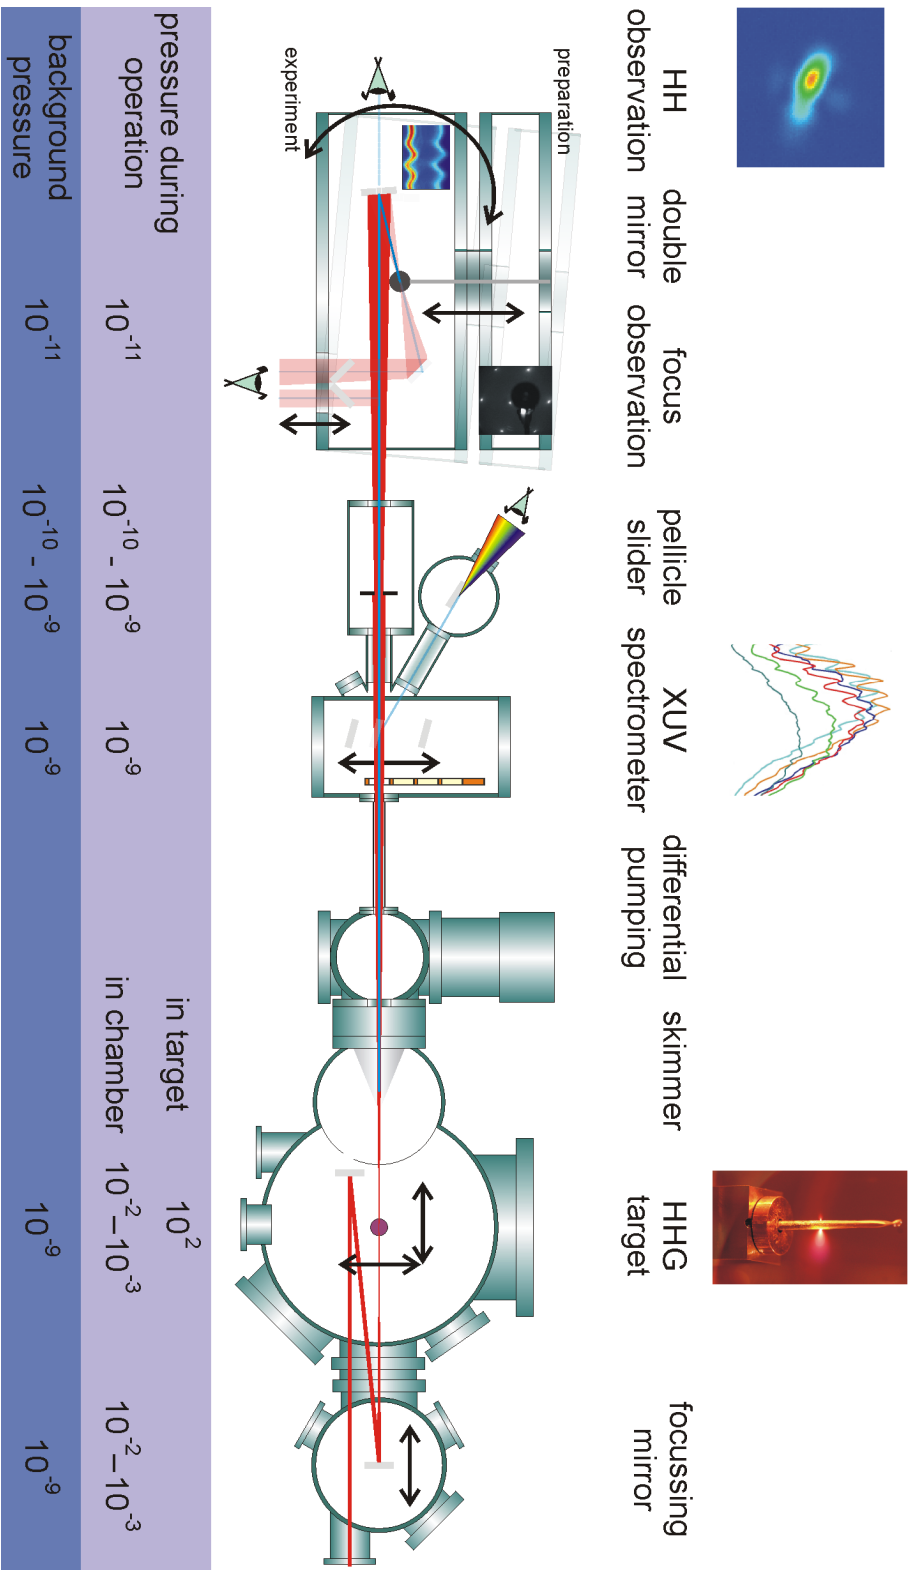 HH
observation
double
mirror
focus
observation
pellicle
slider
XUV
spectrometer
differential
pumping
skimmer
HHG
target
focussing
mirror
preparation
experiment
pressure during
operation
10⁻¹¹
10⁻¹⁰ - 10⁻⁹
10⁻⁹
in target 10²
in chamber 10⁻² – 10⁻³
10⁻² – 10⁻³
background
pressure
10⁻¹¹
10⁻¹⁰ - 10⁻⁹
10⁻⁹
10⁻⁹
10⁻⁹